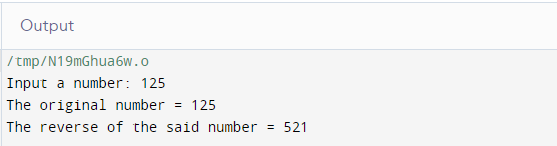 Output
/tmp/N19mGhua6w.o
Input a number: 125
The original number = 125
The reverse of the said number = 521